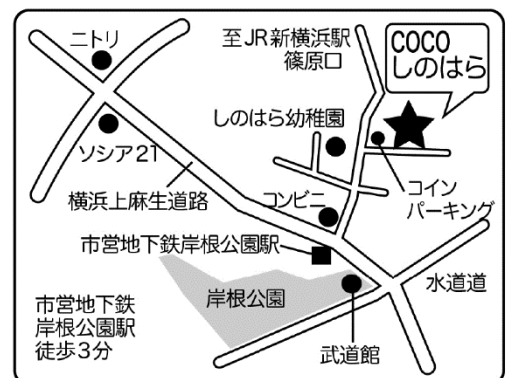 ニトリ
至JR新横浜駅
篠原口
COCO
しのはら
しのはら幼稚園
ソシア21
コイン
パーキング
横浜上麻生道路
コンビニ
市営地下鉄岸根公園駅
岸根公園
水道道
市営地下鉄
岸根公園駅
徒歩3分
武道館